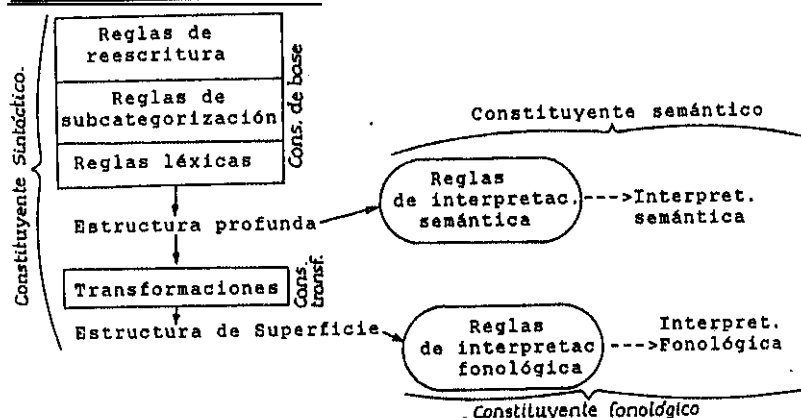 Constituyente Sintáctico.
Reglas de
reescritura
Reglas de
subcategorización
Reglas léxicas
Cons. de base
Estructura profunda
Transformaciones
Cons.
transf.
Estructura de Superficie
Constituyente semántico
Reglas
de interpretac.
semántica
--->Interpret.
semántica
Reglas
de interpretac
fonológica
Interpret.
--->Fonológica
Constituyente fonológico